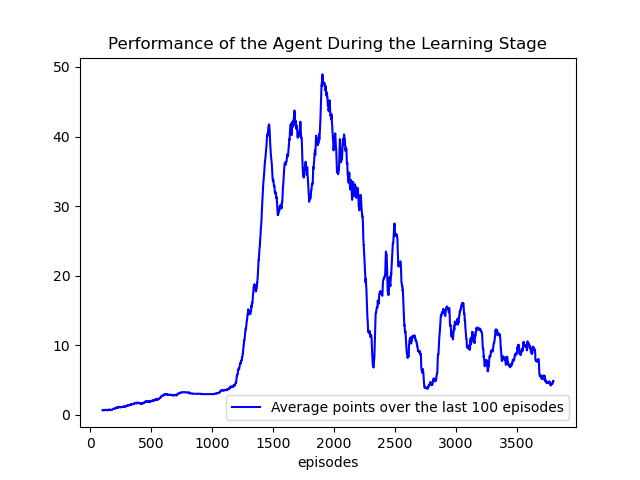 Performance of the Agent During the Learning Stage
50
40
30
20
10
0
Average points over the last 100 episodes
0 500 1000 1500 2000 2500 3000 3500
episodes